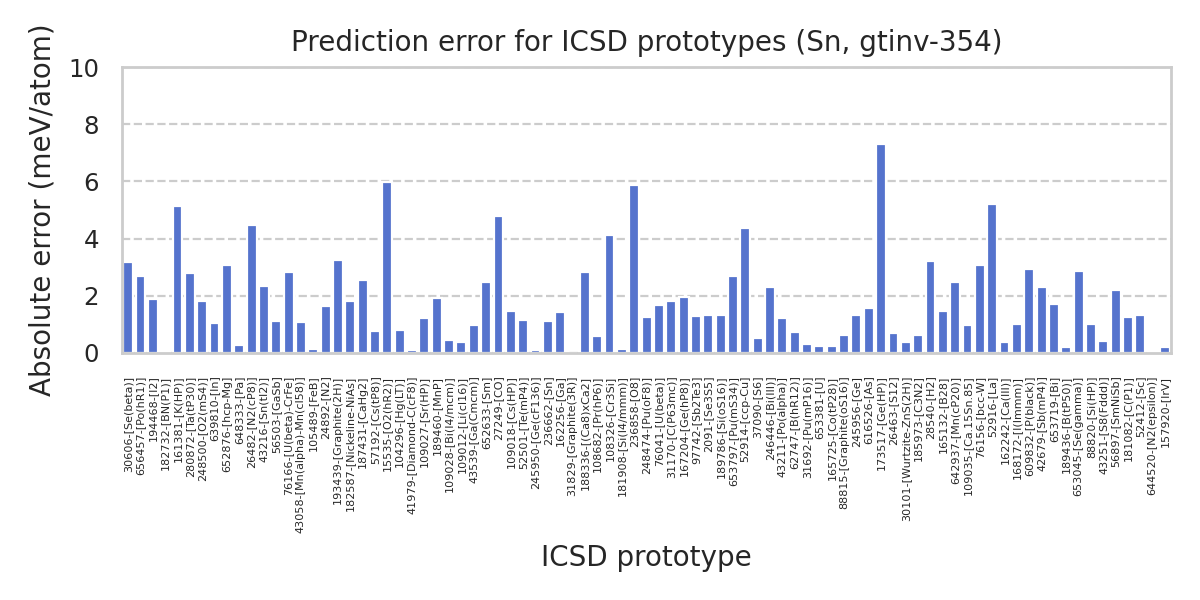 Prediction error for ICSD prototypes (Sn, gtinv-354)
Absolute error (meV/atom)
10
8
6
4
2
0
30606-[Se(beta)]
656457-[Po(hR1)]
194468-[I2]
182732-[BN(P1)]
161381-[K(HP)]
280872-[Ta(tP30)]
248500-[O2(mS4)]
639810-[In]
652876-[hcp-Mg]
248333-[Pa]
26482-[N2(cP8)]
43216-[Sn(tI2)]
56503-[GaSb]
76166-[U(beta)-CrFe]
43058-[Mn(alpha)-Mn(cI58)]
105489-[FeB]
24892-[N2]
193439-[Graphite(2H)]
182587-[Nickeline-NiAs]
187431-[CaHg2]
57192-[Cs(tP8)]
15535-[O2(hR2)]
104296-[Hg(LT)]
41979-[Diamond-C(cF8)]
109027-[Sr(HP)]
189460-[MnP]
109028-[Bi(I4/mcm)]
109012-[Li(cI16)]
43539-[Ga(Cmcm)]
652633-[Sm]
27249-[CO]
109018-[Cs(HP)]
52501-[Te(mP4)]
245950-[Ge(cF136)]
236662-[Sn]
162256-[Ga]
31829-[Graphite(3R)]
188336-[(Ca8)xCa2]
108682-[Pr(hP6)]
108326-[Cr3Si]
181908-[Si(I4/mmm)]
236858-[O8]
248474-[Pu(oF8)]
76041-[U(beta)]
31170-[C(P63mc)]
167204-[Ge(hP8)]
97742-[Sb2Te3]
2091-[Se3S5]
189786-[Si(oS16)]
653797-[Pu(mS34)]
52914-[ccp-Cu]
37090-[S6]
246446-[Bi(III)]
43211-[Po(alpha)]
62747-[B(hR12)]
31692-[Pu(mP16)]
653381-[U]
165725-[Co(tP28)]
88815-[Graphite(oS16)]
245956-[Ge]
616526-[As]
173517-[Ge(HP)]
26463-[S12]
30101-[Wurtzite-ZnS(2H)]
185973-[C3N2]
28540-[H2]
165132-[B28]
642937-[Mn(cP20)]
109035-[Ca.15Sn.85]
76156-[bcc-W]
52916-[La]
162242-[Ca(III)]
168172-[I(Immm)]
609832-[P(black)]
42679-[Sb(mP4)]
653719-[Bi]
189436-[B(tP50)]
653045-[Se(gamma)]
88820-[Si(HP)]
43251-[S8(Fddd)]
56897-[SmNiSb]
181082-[C(P1)]
52412-[Sc]
644520-[N2(epsilon)]
157920-[IrV]
ICSD prototype